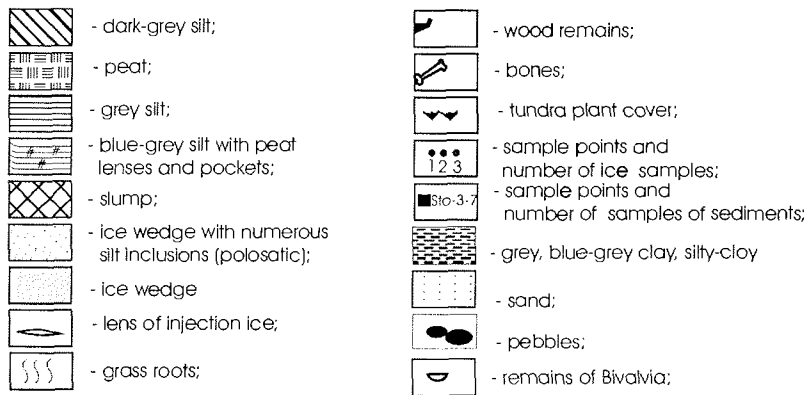 - dark-grey silt;
- peat;
- grey silt;
- blue-grey silt with peat
lenses and pockets;
- slump;
- ice wedge with numerous
silt inclusions (polosatic);
- ice wedge
- lens of injection ice;
- grass roots;
- wood remains;
- bones;
- tundra plant cover;
1 2 3
- sample points and
number of ice samples;
Sto-3-7
- sample points and
number of samples of sediments;
- grey, blue-grey clay, silty-cloy
- sand;
- pebbles;
- remains of Bivalvia;